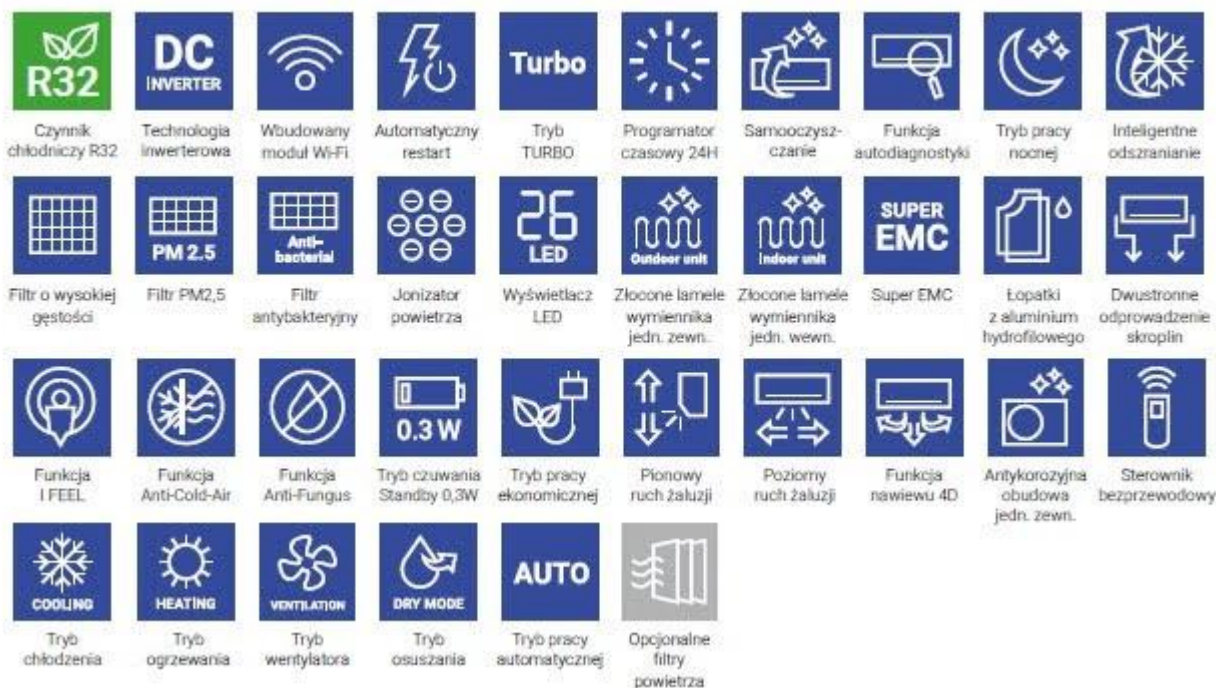 R32
DC
INVERTER
Turbo
Czynnik
chłodniczy R32
Technologia
inwerterowa
Wbudowany
moduł Wi-Fi
Automatyczny
restart
Tryb
TURBO
Programator
czasowy 24H
Samooczysz-
czanie
Funkcja
autodiagnostyki
Tryb pracy
nocnej
Inteligentne
odszranianie
PM 2.5
Anti-
bacterial
26
LED
Outdoor unit
Indoor unit
SUPER
EMC
Filtr o wysokiej
gęstości
Filtr PM2,5
Filtr
antybakteryjny
Jonizator
powietrza
Wyświetlacz
LED
Złocone lamele
wymiennika
jedn. zewn.
Złocone lamele
wymiennika
jedn. wewn.
Super EMC
Łopatki
z aluminium
hydrofilowego
Dwustronne
odprowadzenie
skroplin
0.3 W
Funkcja
I FEEL
Funkcja
Anti-Cold-Air
Funkcja
Anti-Fungus
Tryb czuwania
Standby 0,3W
Tryb pracy
ekonomicznej
Pionowy
ruch żaluzji
Poziomy
ruch żaluzji
Funkcja
nawiewu 4D
Antykorozyjna
obudowa
jedn. zewn.
Sterownik
bezprzewodowy
COOLING
HEATING
VENTILATION
DRY MODE
AUTO
Tryb
chłodzenia
Tryb
ogrzewania
Tryb
wentylatora
Tryb
osuszania
Tryb pracy
automatycznej
Opcjonalne
filtry
powietrza